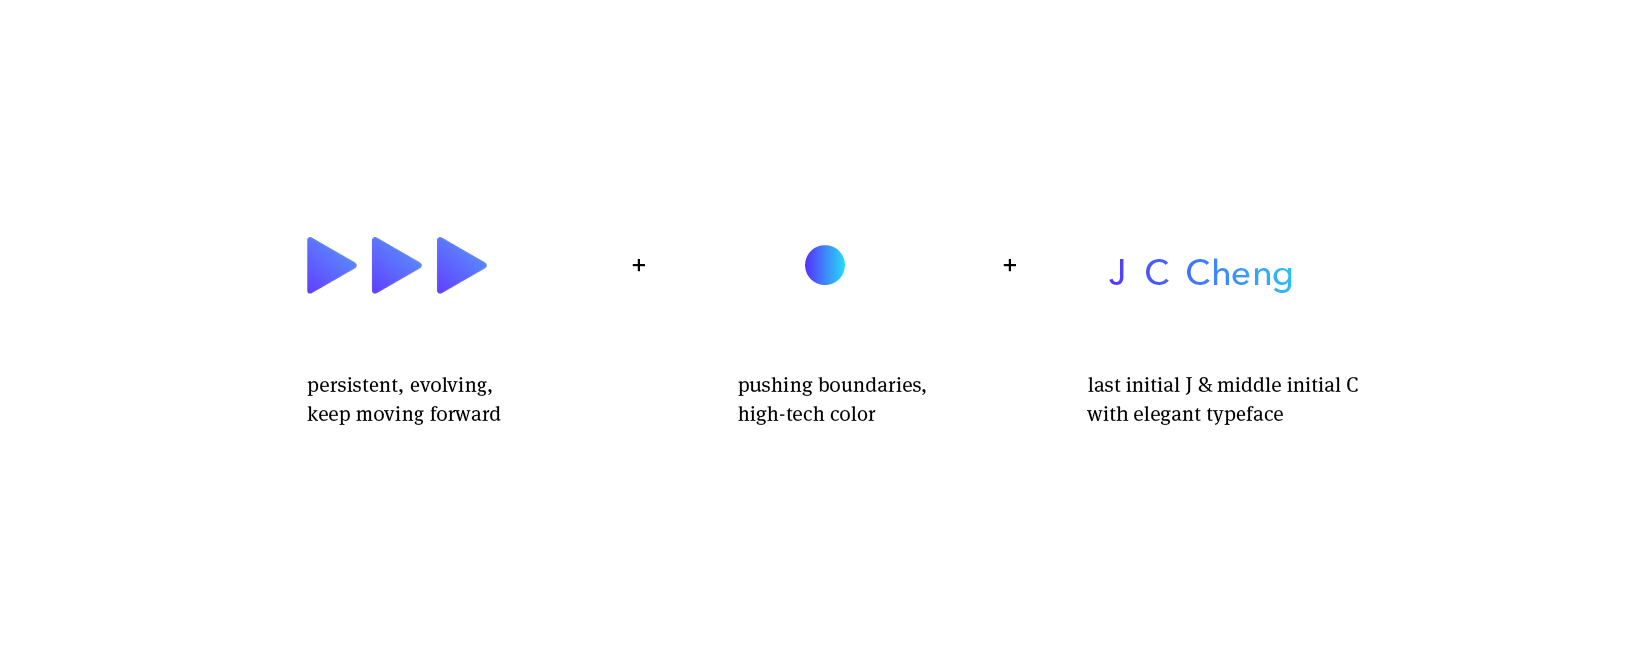 +
+
J C Cheng
persistent, evolving,
keep moving forward
pushing boundaries,
high-tech color
last initial J & middle initial C
with elegant typeface